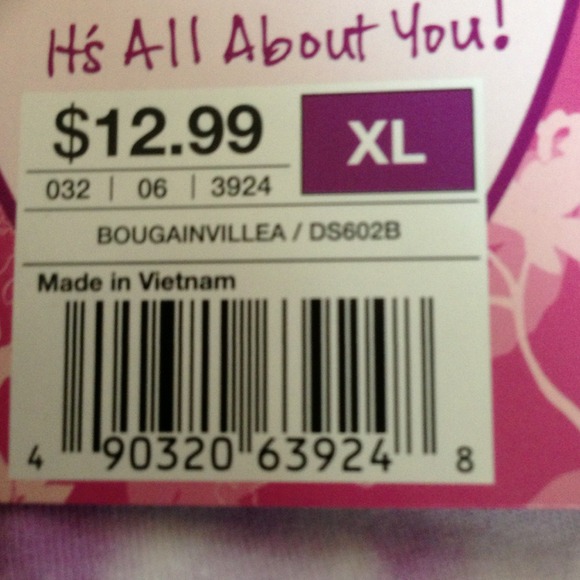 It's All About You!
$12.99
XL
032 | 06 | 3924
BOUGAINVILLEA / DS602B
Made in Vietnam
4 90320 63924 8